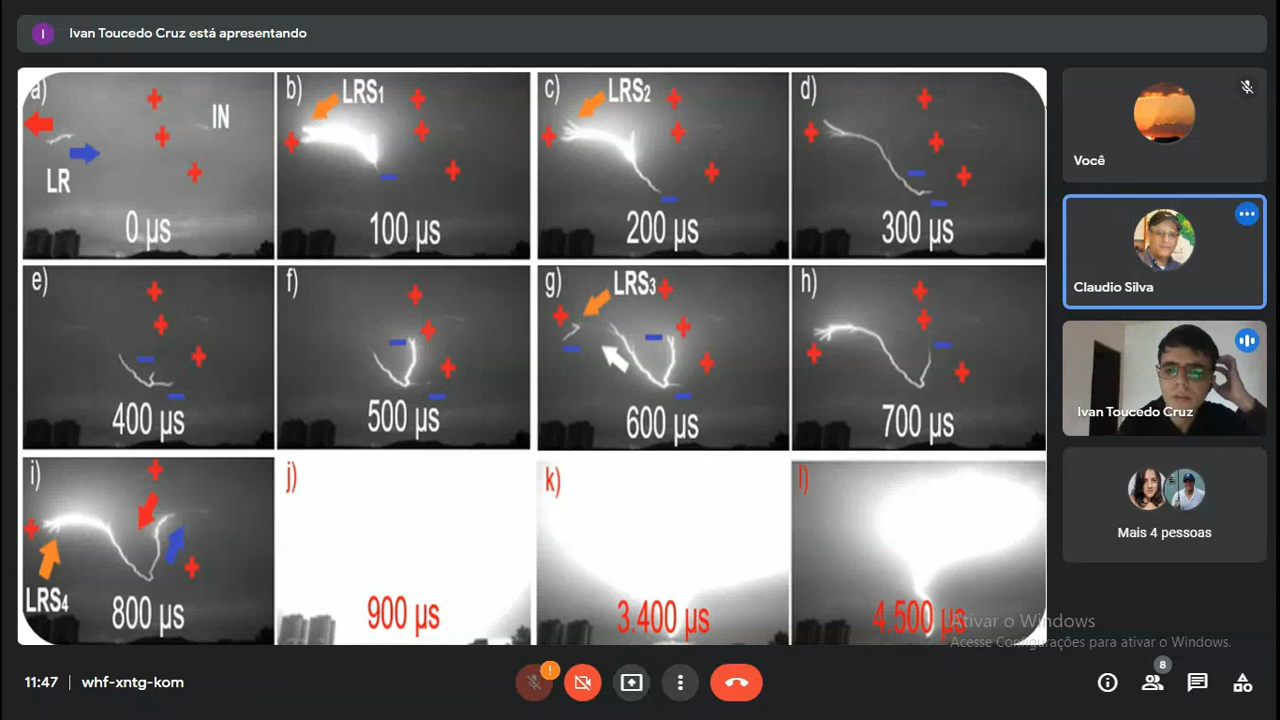 I
Ivan Toucedo Cruz está apresentando
a)
IN
LR
0 µs
b)
LRS1
100 µs
c)
LRS2
200 µs
d)
300 µs
e)
400 µs
f)
500 µs
g)
LRS3
600 µs
h)
700 µs
i)
LRS4
800 µs
j)
900 µs
k)
3.400 µs
l)
4.500 µs
Você
Claudio Silva
Ivan Toucedo Cruz
Mais 4 pessoas
Ativar o Windows
Acesse Configurações para ativar o Windows.
11:47 | whf-xntg-kom
!
8